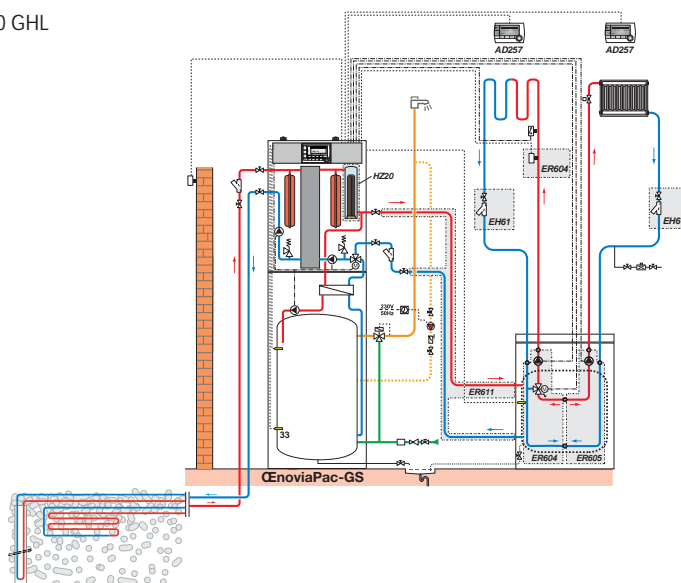 0 GHL
AD257
AD257
HZ20
ER604
EH61
EH6
230V
50Hz
ER611
33
ER604
ER605
ŒnoviaPac-GS